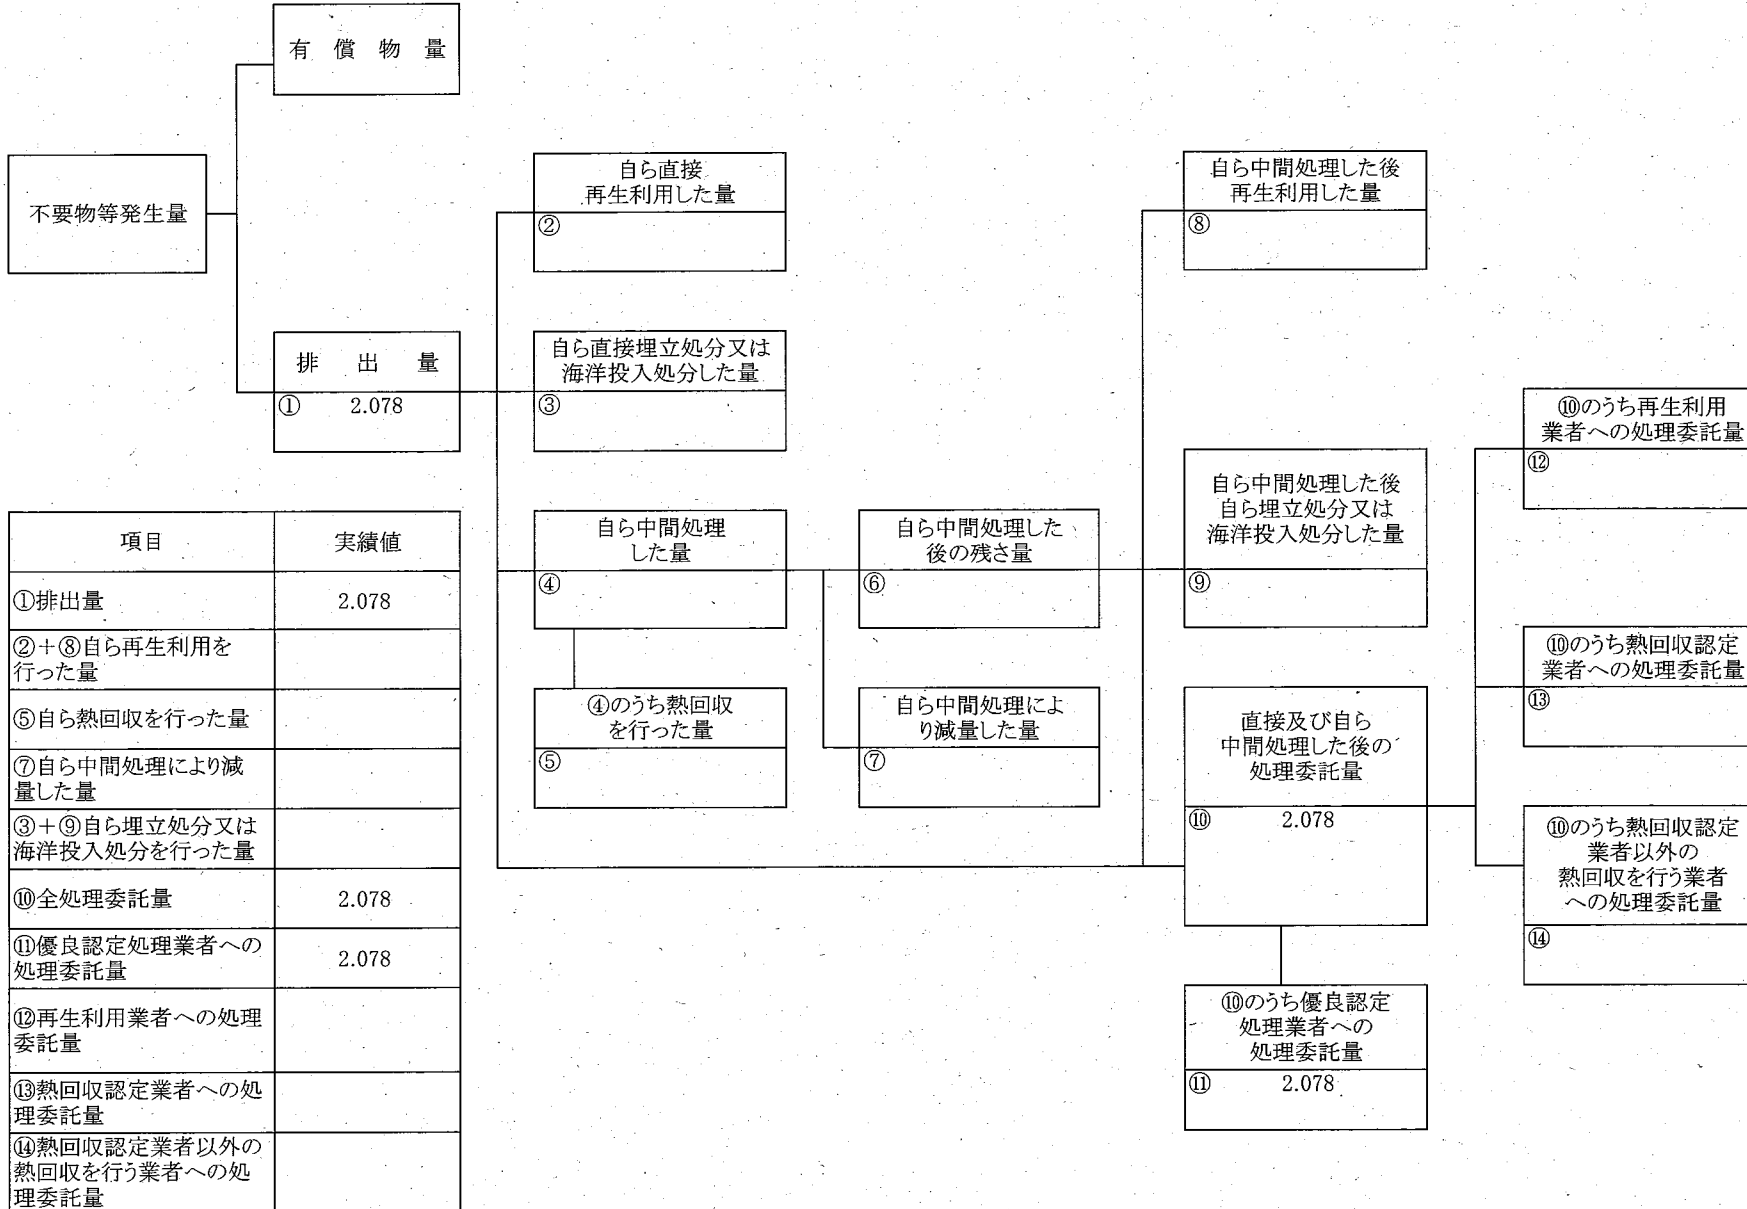 有償物量
不要物等発生量
排出量
① 2.078
自ら直接
再生利用した量
②
自ら直接埋立処分又は
海洋投入処分した量
③
自ら中間処理
した量
④
④のうち熱回収
を行った量
⑤
自ら中間処理した
後の残さ量
⑥
自ら中間処理によ
り減量した量
⑦
自ら中間処理した後
再生利用した量
⑧
自ら中間処理した後
自ら埋立処分又は
海洋投入処分した量
⑨
直接及び自ら
中間処理した後の
処理委託量
⑩ 2.078
⑩のうち優良認定
処理業者への
処理委託量
⑪ 2.078
⑩のうち再生利用
業者への処理委託量
⑫
⑩のうち熱回収認定
業者への処理委託量
⑬
⑩のうち熱回収認定
業者以外の
熱回収を行う業者
への処理委託量
⑭
項目 実績値
①排出量 2.078
②+⑧自ら再生利用を
行った量
⑤自ら熱回収を行った量
⑦自ら中間処理により減
量した量
③+⑨自ら埋立処分又は
海洋投入処分を行った量
⑩全処理委託量 2.078
⑪優良認定処理業者への
処理委託量 2.078
⑫再生利用業者への処理
委託量
⑬熱回収認定業者への処
理委託量
⑭熱回収認定業者以外の
熱回収を行う業者への処
理委託量